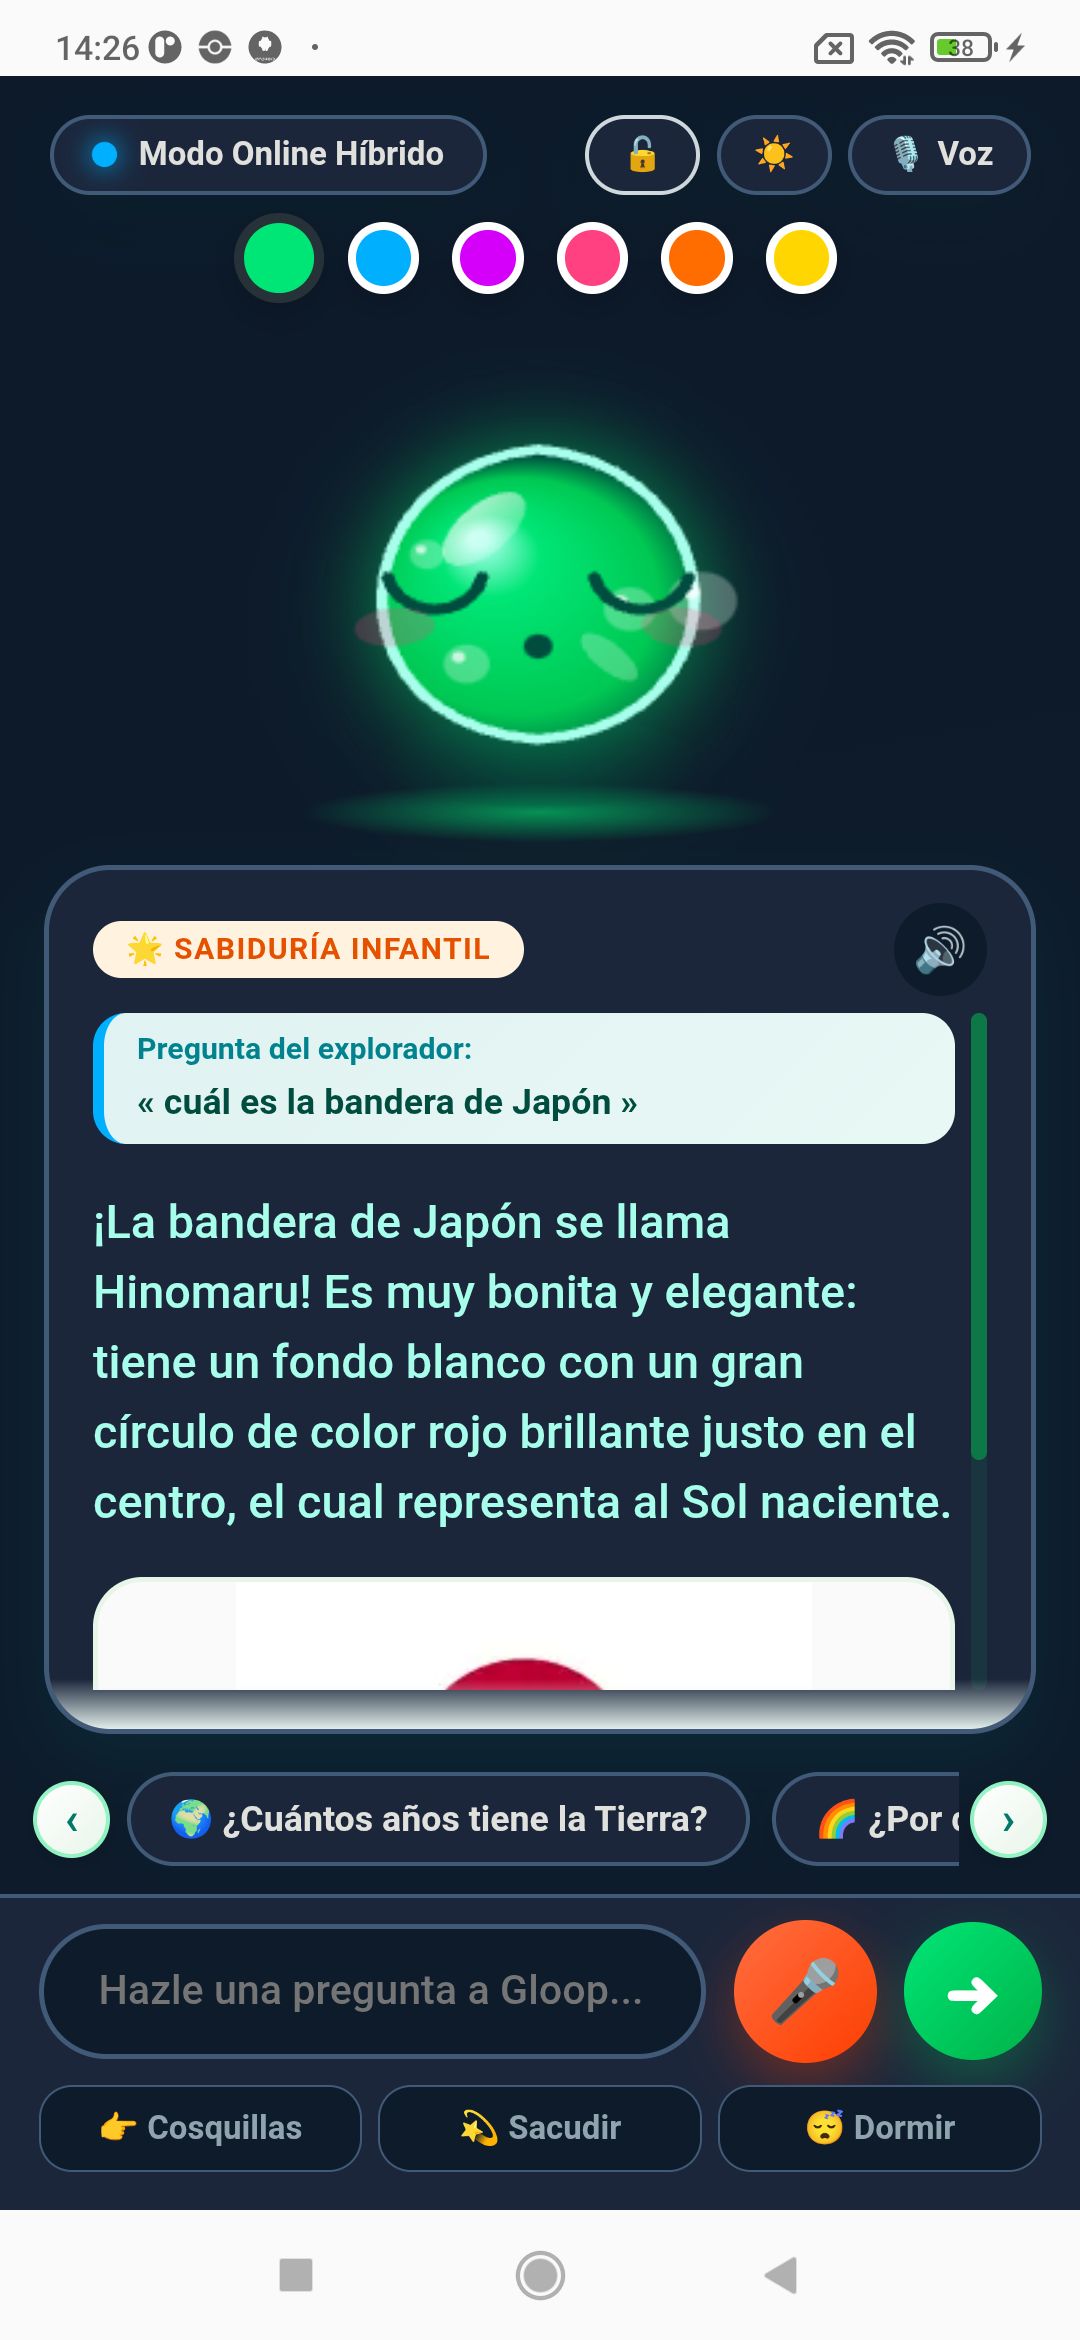 14:26
38
Modo Online Híbrido
Voz
SABIDURÍA INFANTIL
Pregunta del explorador:
« cuál es la bandera de Japón »
¡La bandera de Japón se llama
Hinomaru! Es muy bonita y elegante:
tiene un fondo blanco con un gran
círculo de color rojo brillante justo en el
centro, el cual representa al Sol naciente.
‹
¿Cuántos años tiene la Tierra?
¿Por
›
Hazle una pregunta a Gloop...
Cosquillas
Sacudir
Dormir